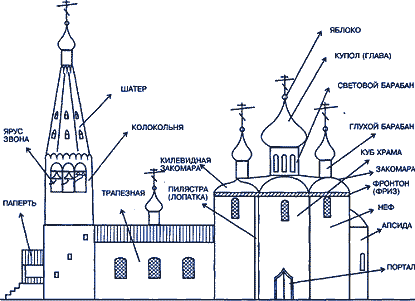 ЯБЛОКО
КУПОЛ (ГЛАВА)
СВЕТОВОЙ БАРАБАН
ШАТЕР
ГЛУХОЙ БАРАБАН
КОЛОКОЛЬНЯ
ЯРУС
ЗВОНА
КУБ ХРАМА
КИЛЕВИДНАЯ
ЗАКОМАРА
ЗАКОМАРА
ТРАПЕЗНАЯ
ПИЛЯСТРА
(ЛОПАТКА)
ФРОНТОН
(ФРИЗ)
ПАПЕРТЬ
НЕФ
АПСИДА
ПОРТАЛ